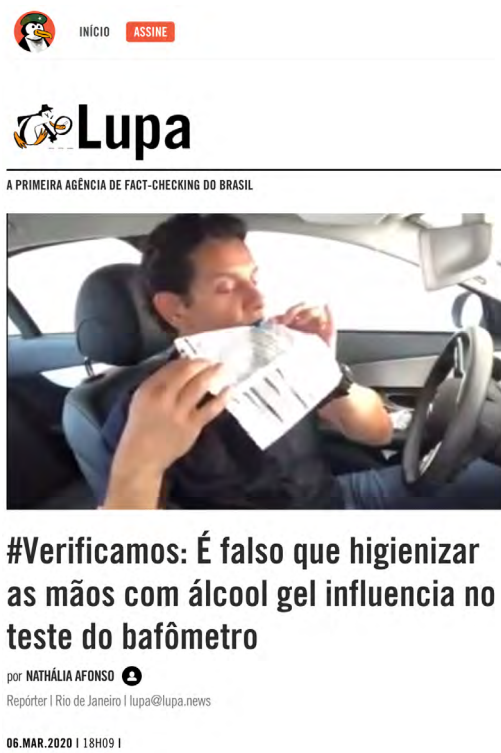 INÍCIO
ASSINE
Lupa
A PRIMEIRA AGÊNCIA DE FACT-CHECKING DO BRASIL
#Verificamos: É falso que higienizar
as mãos com álcool gel influencia no
teste do bafômetro
por NATHÁLIA AFONSO
Repórter | Rio de Janeiro | lupa@lupa.news
06.MAR.2020 | 18H09 |